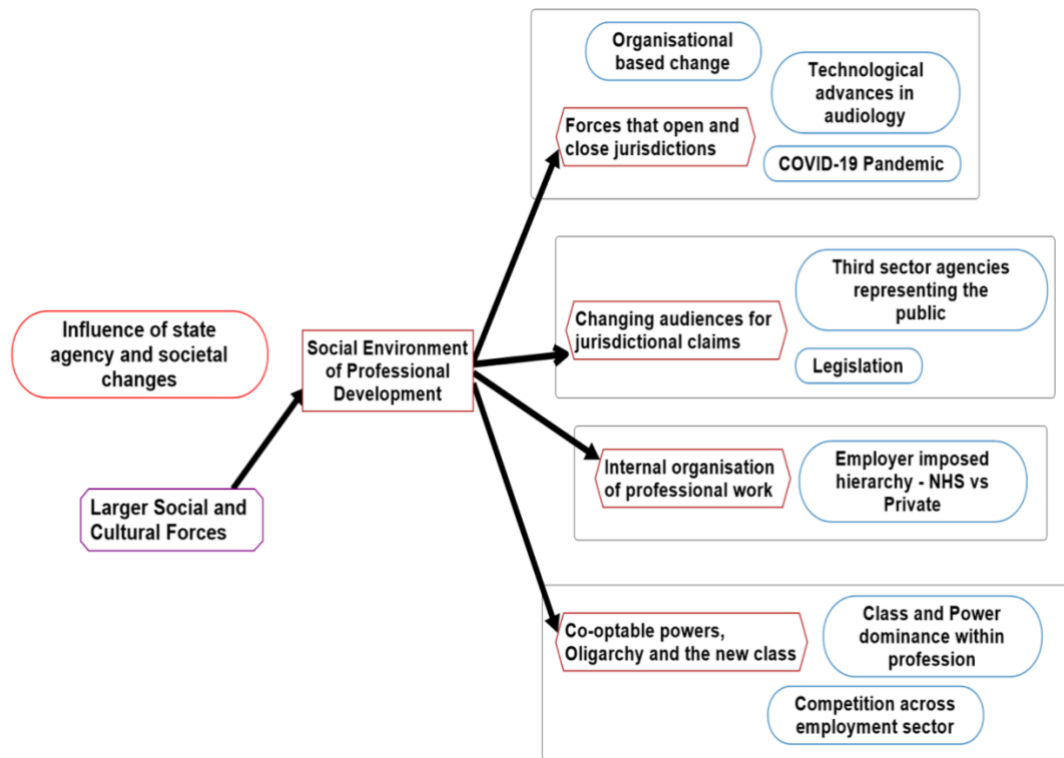 Organisational
based change
Technological
advances in
audiology
Forces that open and
close jurisdictions
COVID-19 Pandemic
Third sector agencies
representing the
public
Changing audiences for
jurisdictional claims
Legislation
Influence of state
agency and societal
changes
Social Environment
of Professional
Development
Larger Social and
Cultural Forces
Internal organisation
of professional work
Employer imposed
hierarchy - NHS vs
Private
Co-optable powers,
Oligarchy and the new class
Class and Power
dominance within
profession
Competition across
employment sector